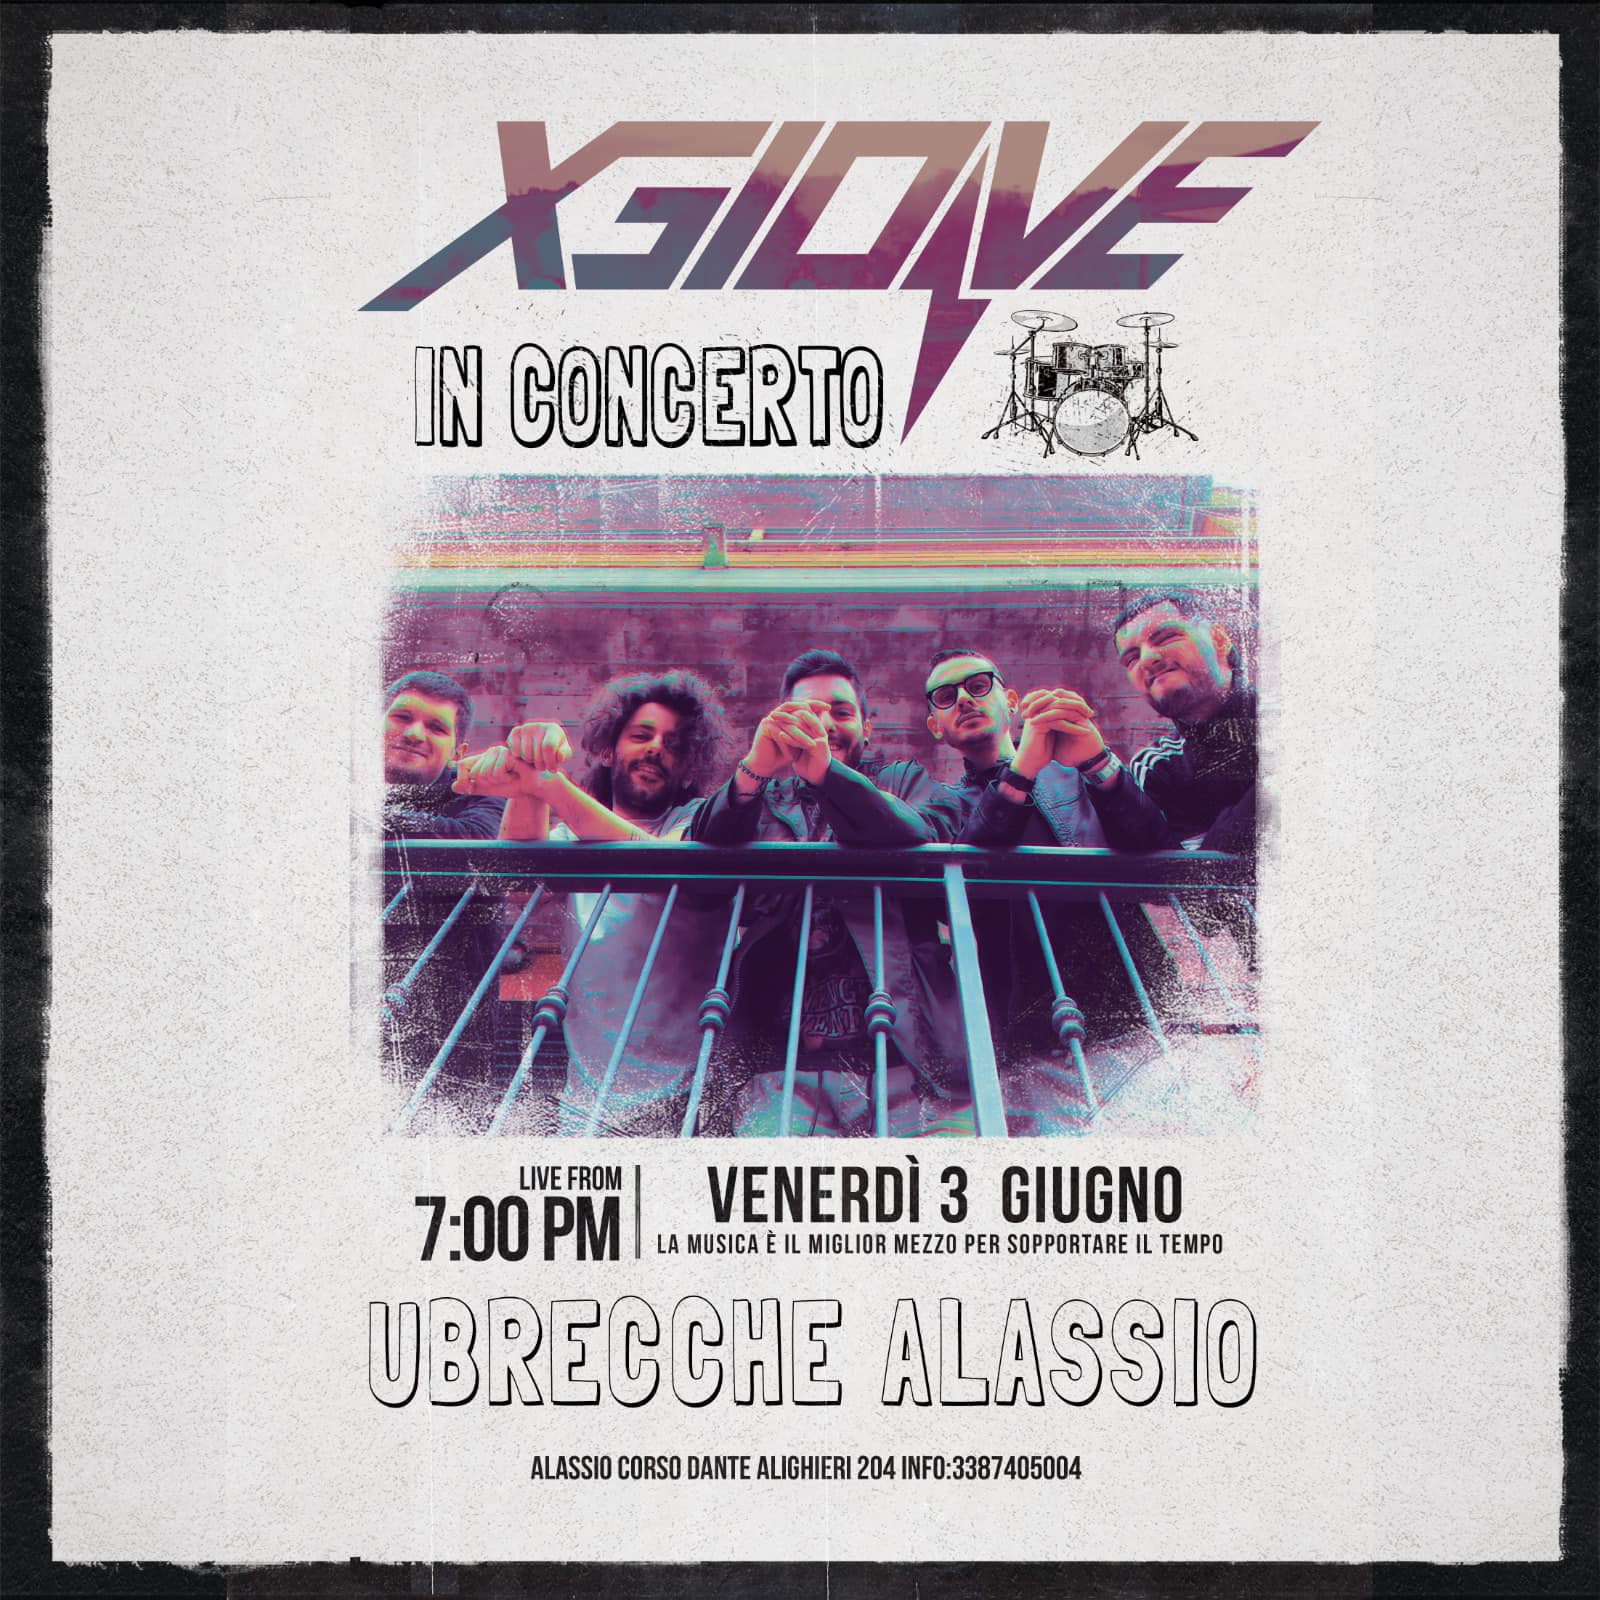 XGIOVE
IN CONCERTO
LIVE FROM
7:00 PM
VENERDÌ 3 GIUGNO
LA MUSICA È IL MIGLIOR MEZZO PER SOPPORTARE IL TEMPO
UBRECCHE ALASSIO
ALASSIO CORSO DANTE ALIGHIERI 204 INFO:3387405004